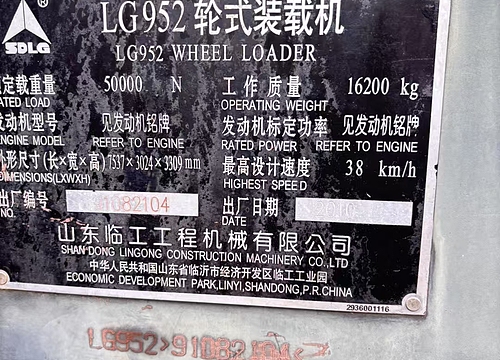 SDLG ®
LG952 轮式装载机
LG952 WHEEL LOADER
定载重量 50000 N 工作质量 16200 kg
ATED LOAD OPERATING WEIGHT
发动机型号 见发动机铭牌 发动机标定功率 见发动机铭牌
ENGINE MODEL REFER TO ENGINE RATED POWER REFER TO ENGINE
外形尺寸(长×宽×高) 7537×3024×3309 mm 最高设计速度 38 km/h
DIMENSIONS(LXWXH) HIGHEST SPEED
出厂编号 1082104 出厂日期
NO. DATE
山东临工工程机械有限公司
SHANDONG LINGONG CONSTRUCTION MACHINERY CO.,LTD
中华人民共和国山东省临沂市经济开发区临工工业园
ECONOMIC DEVELOPMENT PARK,LINYI,SHANDONG,P.R.CHINA
2936001116
LG952>